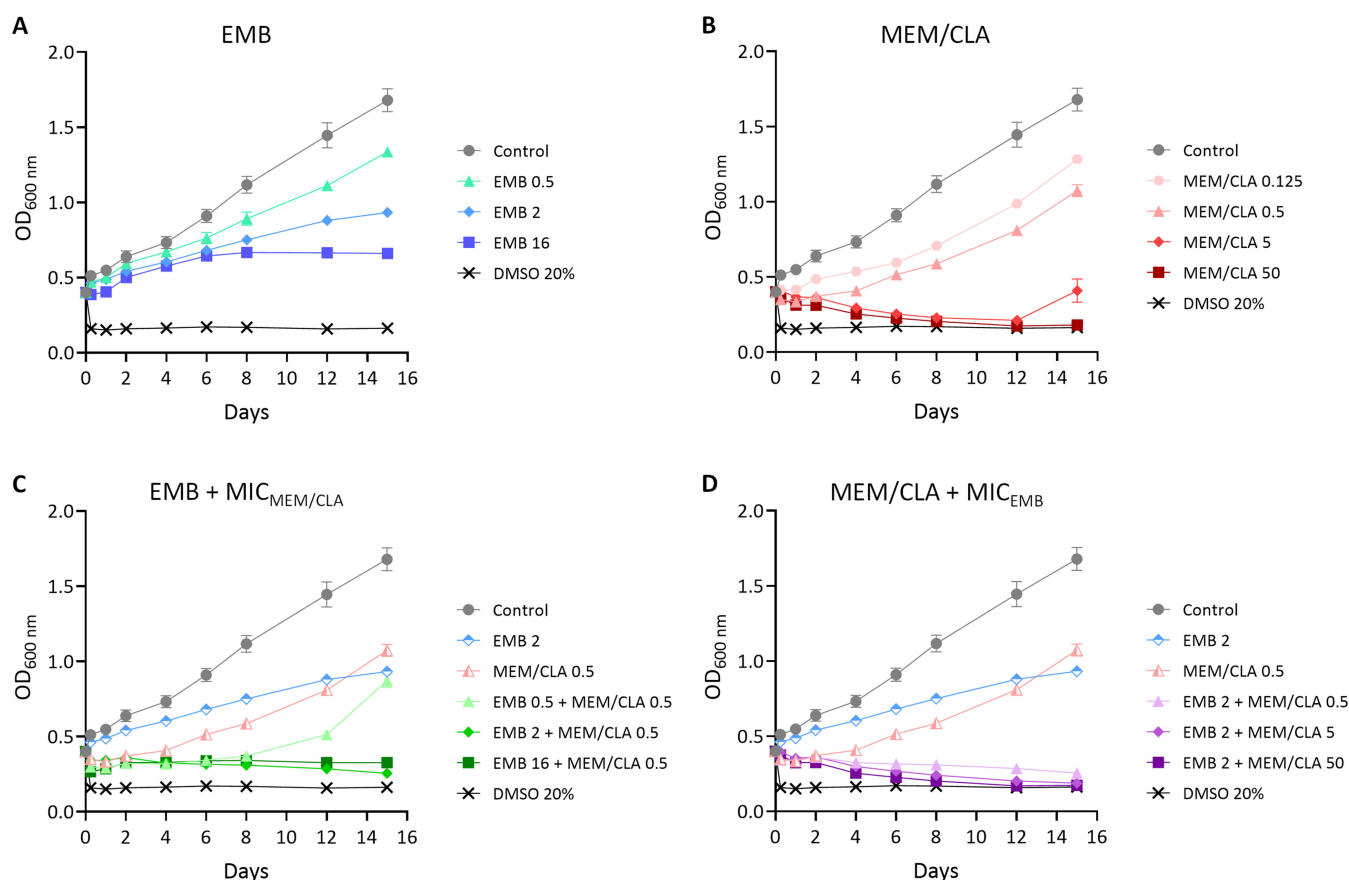 A
EMB
2.0
1.5
1.0
0.5
0.0
OD600 nm
0 2 4 6 8 10 12 14 16
Days
Control
EMB 0.5
EMB 2
EMB 16
DMSO 20%
B
MEM/CLA
2.0
1.5
1.0
0.5
0.0
OD600 nm
0 2 4 6 8 10 12 14 16
Days
Control
MEM/CLA 0.125
MEM/CLA 0.5
MEM/CLA 5
MEM/CLA 50
DMSO 20%
C
EMB + MICMEM/CLA
2.0
1.5
1.0
0.5
0.0
OD600 nm
0 2 4 6 8 10 12 14 16
Days
Control
EMB 2
MEM/CLA 0.5
EMB 0.5 + MEM/CLA 0.5
EMB 2 + MEM/CLA 0.5
EMB 16 + MEM/CLA 0.5
DMSO 20%
D
MEM/CLA + MICEMB
2.0
1.5
1.0
0.5
0.0
OD600 nm
0 2 4 6 8 10 12 14 16
Days
Control
EMB 2
MEM/CLA 0.5
EMB 2 + MEM/CLA 0.5
EMB 2 + MEM/CLA 5
EMB 2 + MEM/CLA 50
DMSO 20%